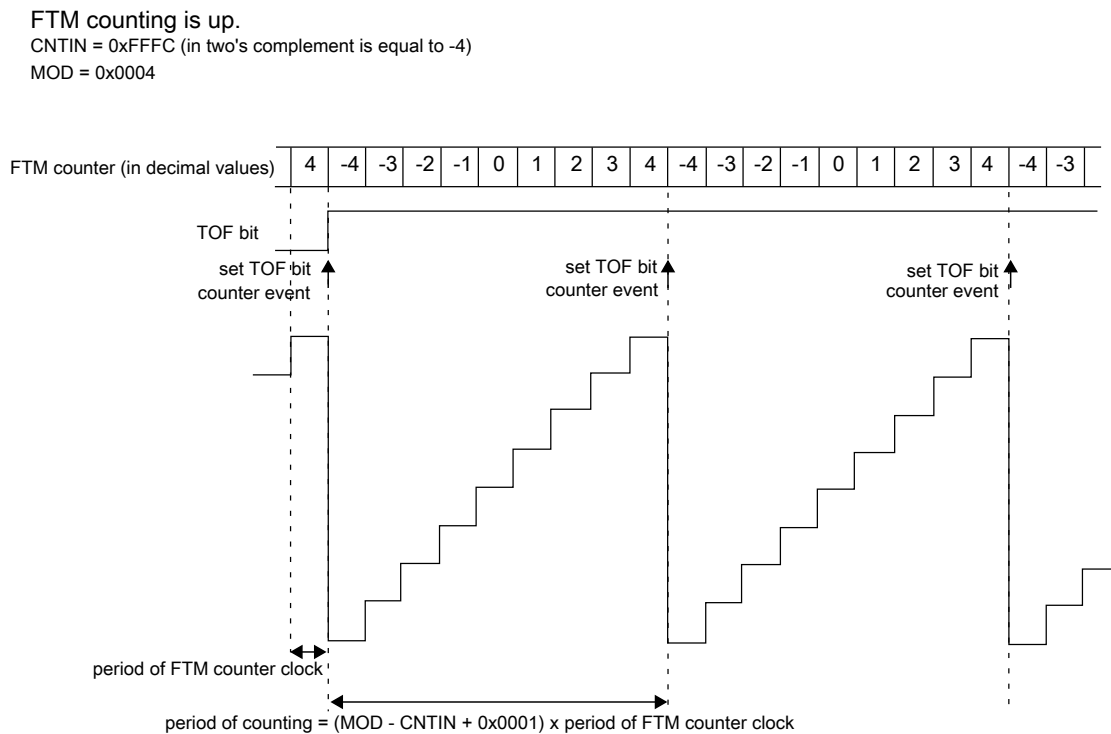 FTM counting is up.
CNTIN = 0xFFFC (in two's complement is equal to -4)
MOD = 0x0004
FTM counter (in decimal values) 4 -4 -3 -2 -1 0 1 2 3 4 -4 -3 -2 -1 0 1 2 3 4 -4 -3
TOF bit
set TOF bit set TOF bit set TOF bit
counter event counter event counter event
period of FTM counter clock
period of counting = (MOD - CNTIN + 0x0001) x period of FTM counter clock